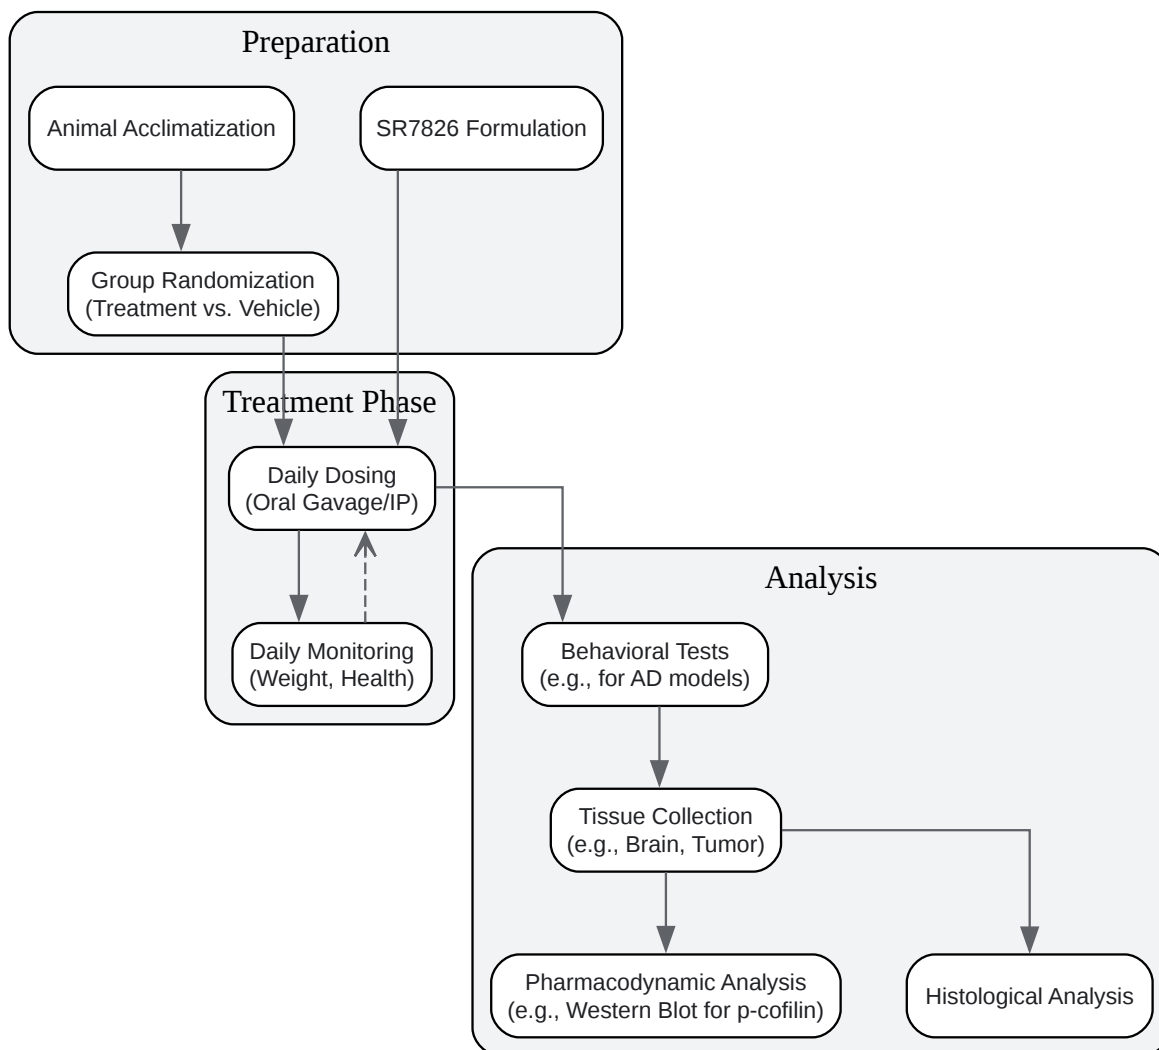 Preparation
Animal Acclimatization
SR7826 Formulation
Group Randomization
(Treatment vs. Vehicle)
Treatment Phase
Daily Dosing
(Oral Gavage/IP)
Daily Monitoring
(Weight, Health)
Analysis
Behavioral Tests
(e.g., for AD models)
Tissue Collection
(e.g., Brain, Tumor)
Pharmacodynamic Analysis
(e.g., Western Blot for p-cofilin)
Histological Analysis